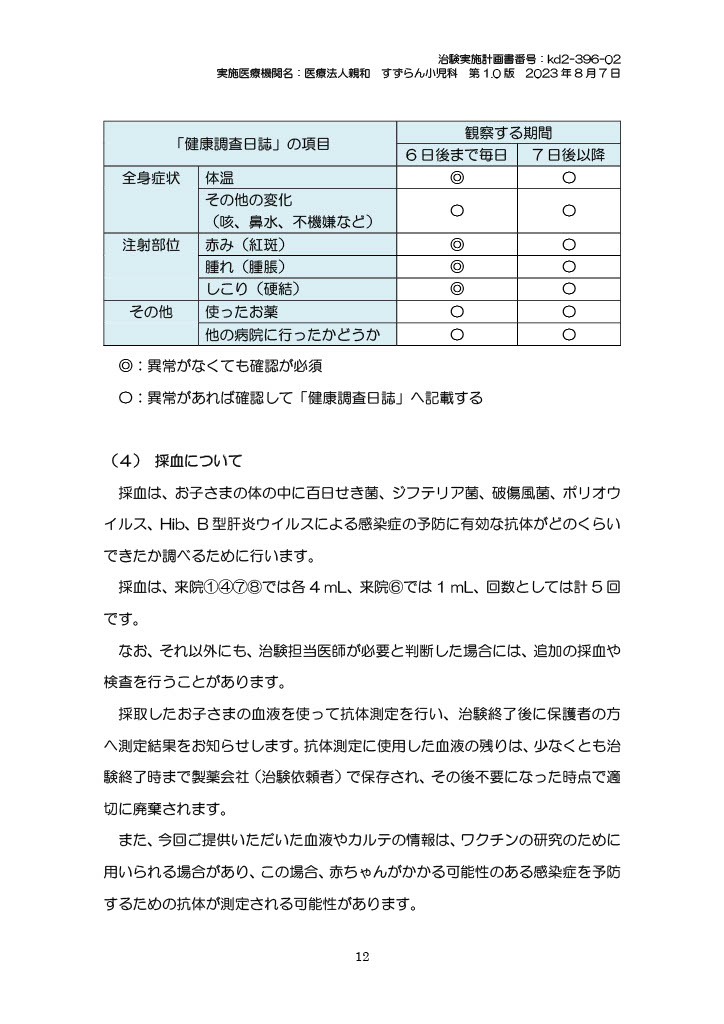 治験実施計画書番号：kd2-396-02
実施医療機関名：医療法人親和　すずらん小児科　第 1.0 版　2023 年 8 月 7 日
「健康調査日誌」の項目
観察する期間
6 日後まで毎日　7 日後以降
全身症状　体温　◎　○
その他の変化
（咳、鼻水、不機嫌など）　○　○
注射部位　赤み（紅斑）　◎　○
腫れ（腫脹）　◎　○
しこり（硬結）　◎　○
その他　使ったお薬　○　○
他の病院に行ったかどうか　○　○
◎：異常がなくても確認が必須
○：異常があれば確認して「健康調査日誌」へ記載する
（4）　採血について
採血は、お子さまの体の中に百日せき菌、ジフテリア菌、破傷風菌、ポリオウ
イルス、Hib、B 型肝炎ウイルスによる感染症の予防に有効な抗体がどのくらい
できたか調べるために行います。
採血は、来院①④⑦⑧では各 4 mL、来院⑥では 1 mL、回数としては計 5 回
です。
なお、それ以外にも、治験担当医師が必要と判断した場合には、追加の採血や
検査を行うことがあります。
採取したお子さまの血液を使って抗体測定を行い、治験終了後に保護者の方
へ測定結果をお知らせします。抗体測定に使用した血液の残りは、少なくとも治
験終了時まで製薬会社（治験依頼者）で保存され、その後不要になった時点で適
切に廃棄されます。
また、今回ご提供いただいた血液やカルテの情報は、ワクチンの研究のために
用いられる場合があり、この場合、赤ちゃんがかかる可能性のある感染症を予防
するための抗体が測定される可能性があります。
12